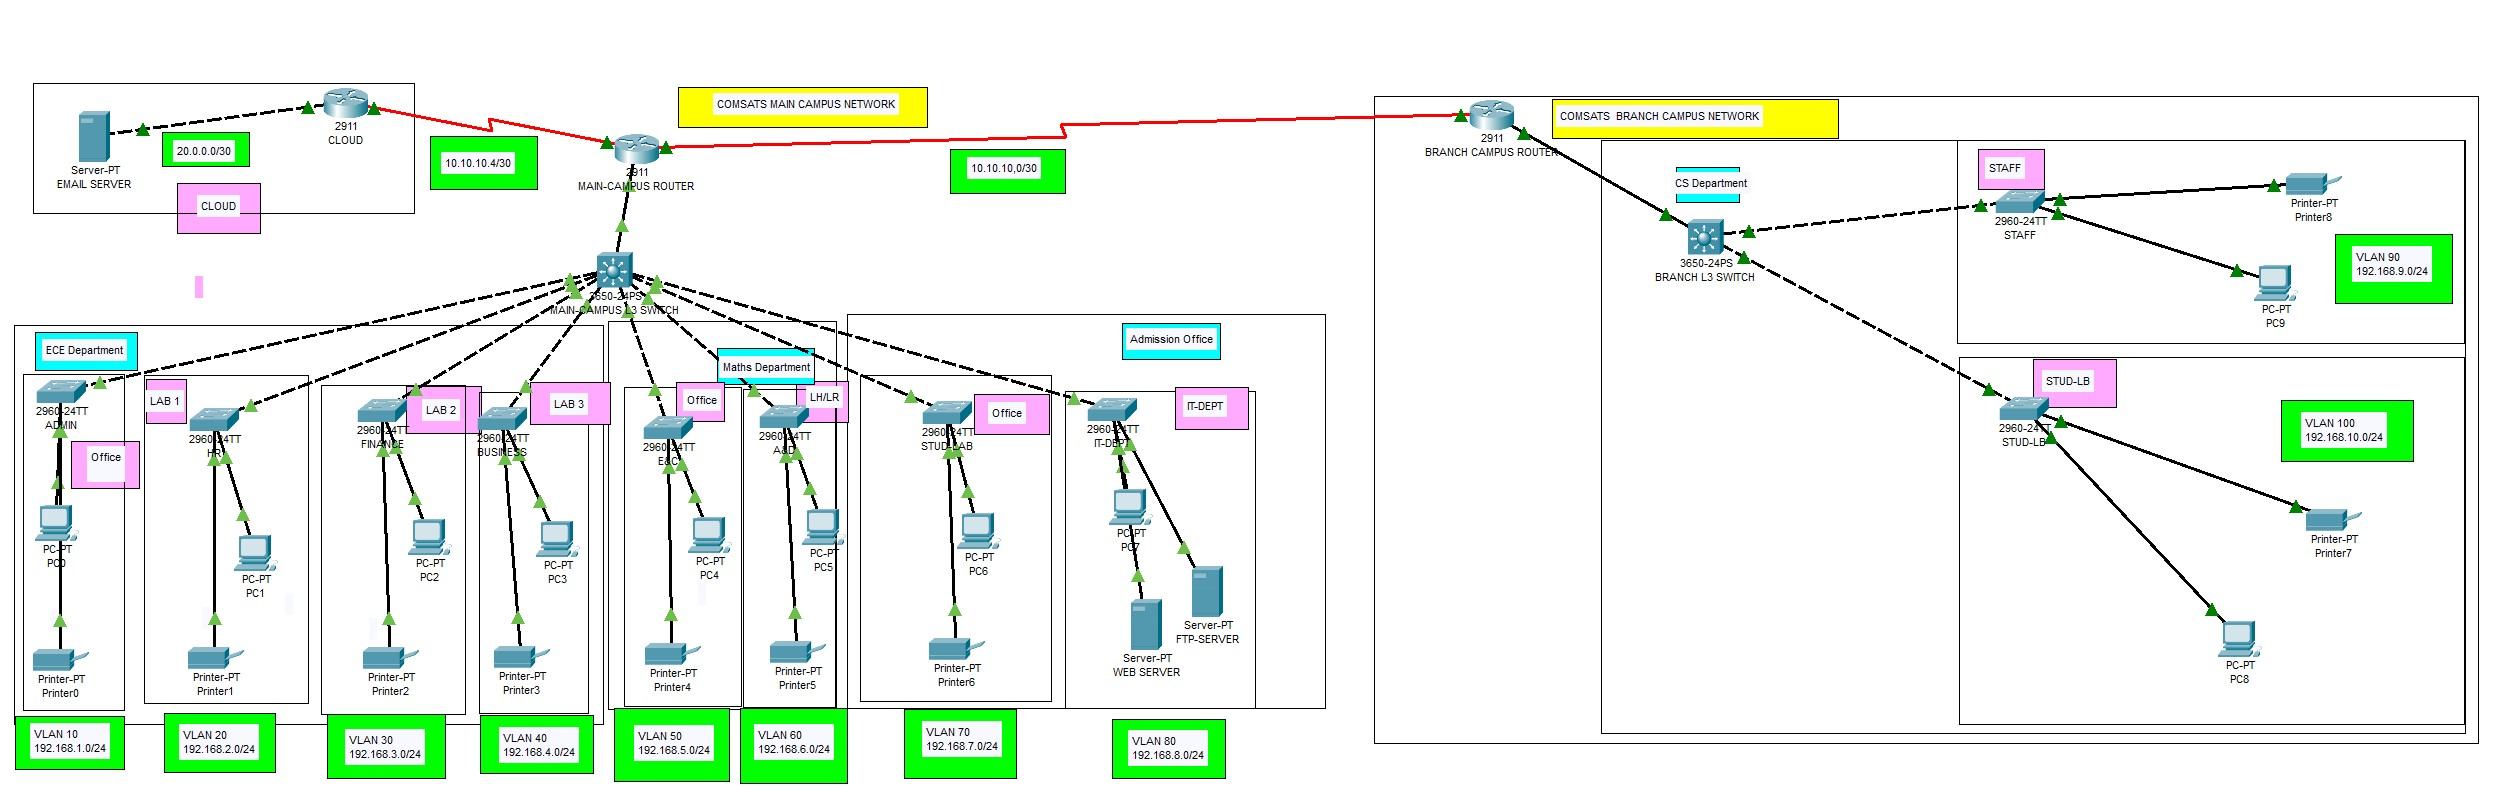 COMSATS MAIN CAMPUS NETWORK
COMSATS  BRANCH CAMPUS NETWORK
2911
CLOUD
Server-PT
EMAIL SERVER
20.0.0.0/30
CLOUD
10.10.10.4/30
2911
MAIN-CAMPUS ROUTER
10.10.10,0/30
2911
BRANCH CAMPUS ROUTER
3650-24PS
MAIN-CAMPUS L3 SWITCH
ECE Department
2960-24TT
ADMIN
Office
PC-PT
PC0
Printer-PT
Printer0
VLAN 10
192.168.1.0/24
LAB 1
2960-24TT
HR
PC-PT
PC1
Printer-PT
Printer1
VLAN 20
192.168.2.0/24
LAB 2
2960-24TT
FINANCE
PC-PT
PC2
Printer-PT
Printer2
VLAN 30
192.168.3.0/24
LAB 3
2960-24TT
BUSINESS
PC-PT
PC3
Printer-PT
Printer3
VLAN 40
192.168.4.0/24
Maths Department
Office
2960-24TT
E&C
PC-PT
PC4
Printer-PT
Printer4
VLAN 50
192.168.5.0/24
LH/LR
2960-24TT
A&D
PC-PT
PC5
Printer-PT
Printer5
VLAN 60
192.168.6.0/24
Admission Office
Office
2960-24TT
STUD-LAB
PC-PT
PC6
Printer-PT
Printer6
VLAN 70
192.168.7.0/24
IT-DEPT
2960-24TT
IT-DEPT
PC-PT
PC7
Server-PT
FTP-SERVER
Server-PT
WEB SERVER
VLAN 80
192.168.8.0/24
CS Department
3650-24PS
BRANCH L3 SWITCH
STAFF
2960-24TT
STAFF
Printer-PT
Printer8
VLAN 90
192.168.9.0/24
PC-PT
PC9
STUD-LB
2960-24TT
STUD-LB
VLAN 100
192.168.10.0/24
Printer-PT
Printer7
PC-PT
PC8